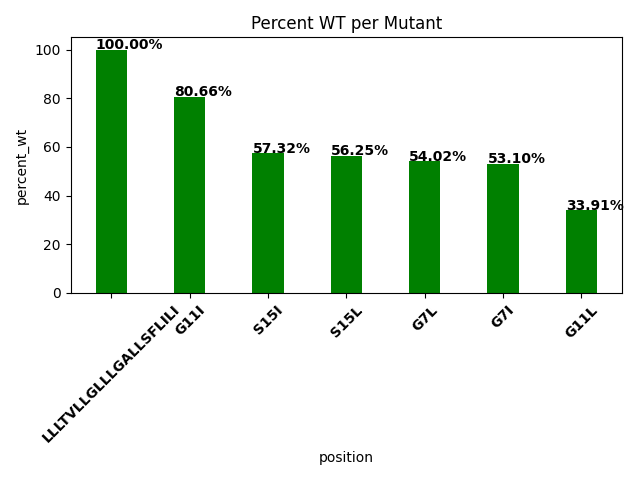 Percent WT per Mutant
percent_wt
100
80
60
40
20
0
100.00%
80.66%
57.32%
56.25%
54.02%
53.10%
33.91%
LLLTVLLGLLLGALLSFLILI
G11I
S15I
S15L
G7L
G7I
G11L
position